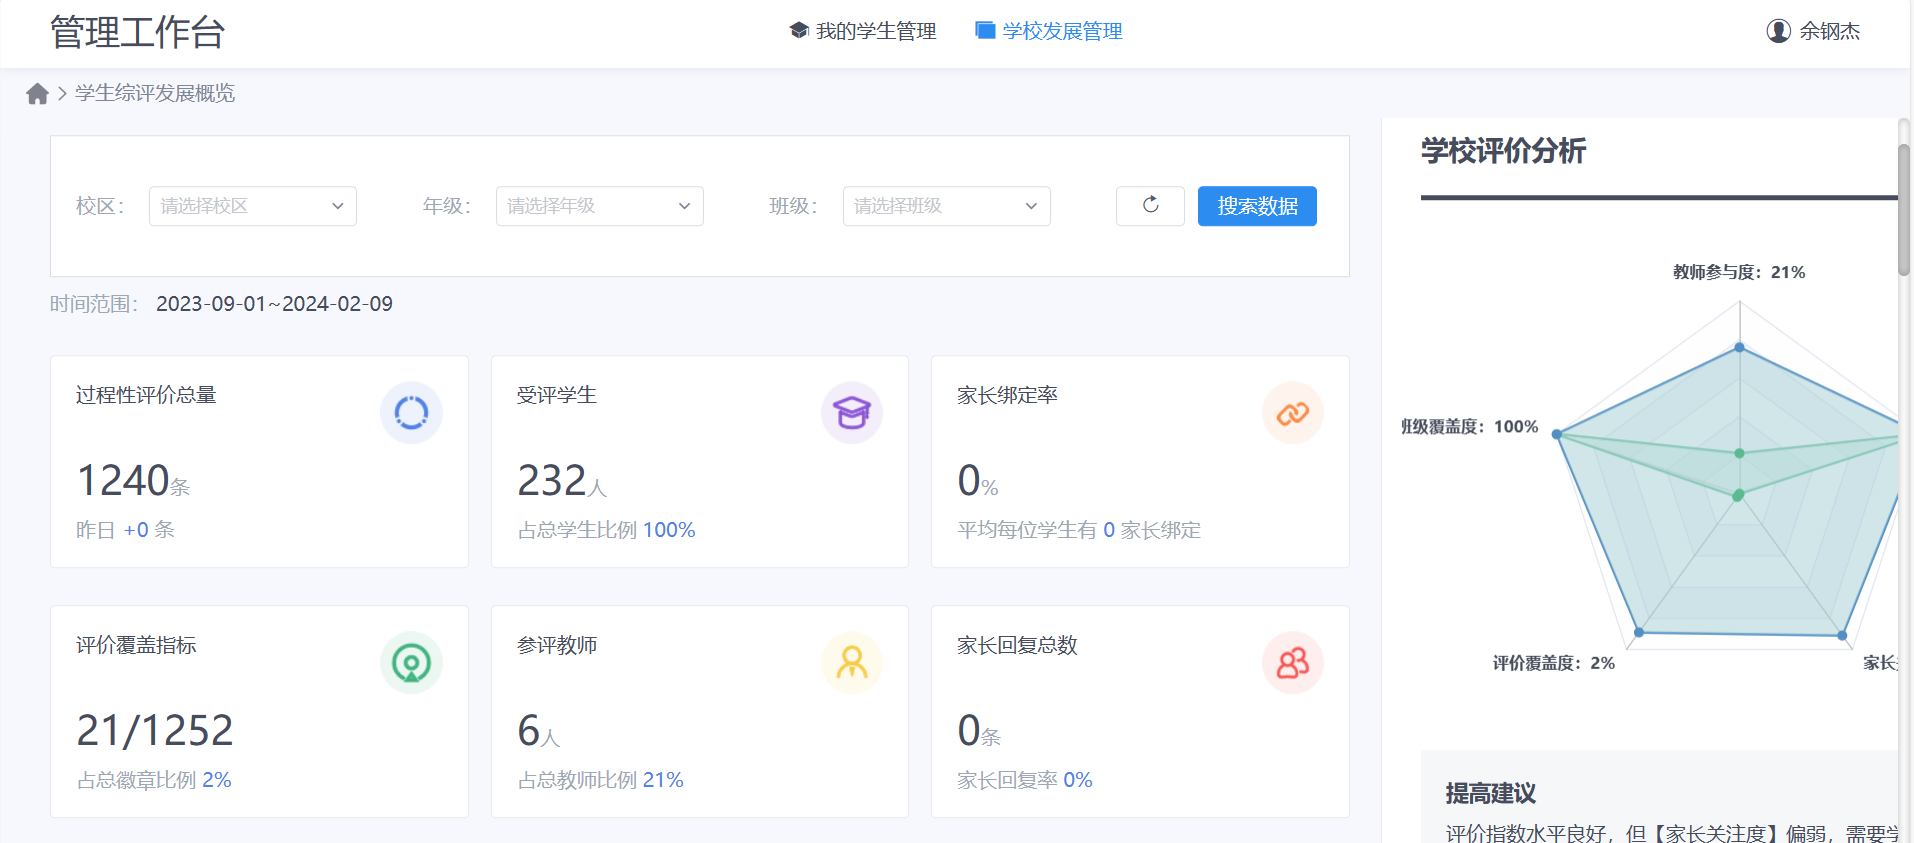 管理工作台
我的学生管理
学校发展管理
余钢杰
学生综评发展概览
校区：
请选择校区
年级：
请选择年级
班级：
请选择班级
搜索数据
时间范围： 2023-09-01~2024-02-09
过程性评价总量
1240条
昨日 +0 条
受评学生
232人
占总学生比例 100%
家长绑定率
0%
平均每位学生有 0 家长绑定
评价覆盖指标
21/1252
占总徽章比例 2%
参评教师
6人
占总教师比例 21%
家长回复总数
0条
家长回复率 0%
学校评价分析
教师参与度：21%
班级覆盖度：100%
评价覆盖度：2%
家长
提高建议
评价指数水平良好，但【家长关注度】偏弱，需要学